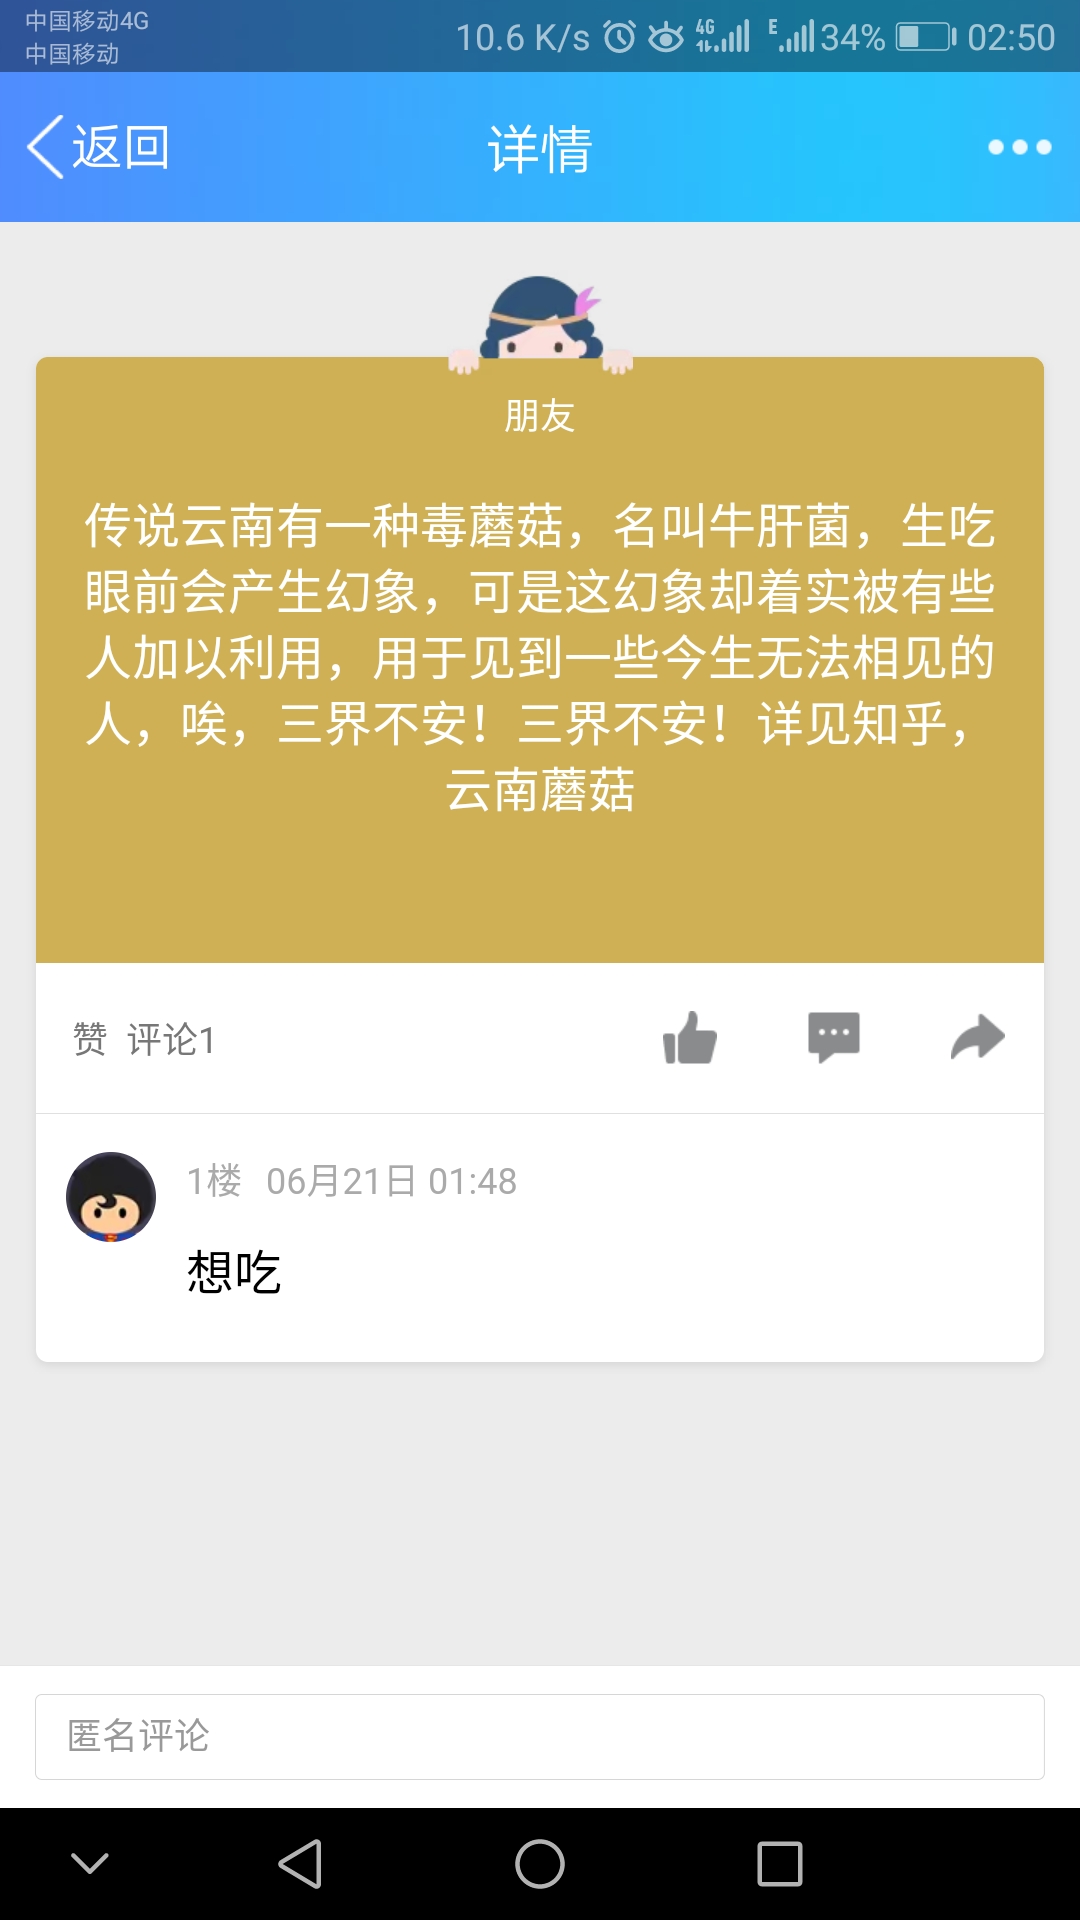 中国移动4G
中国移动
10.6 K/s 4G E 34% 02:50
返回 详情
朋友
传说云南有一种毒蘑菇，名叫牛肝菌，生吃
眼前会产生幻象，可是这幻象却着实被有些
人加以利用，用于见到一些今生无法相见的
人，唉，三界不安！三界不安！详见知乎，
云南蘑菇
赞 评论1
1楼 06月21日 01:48
想吃
匿名评论